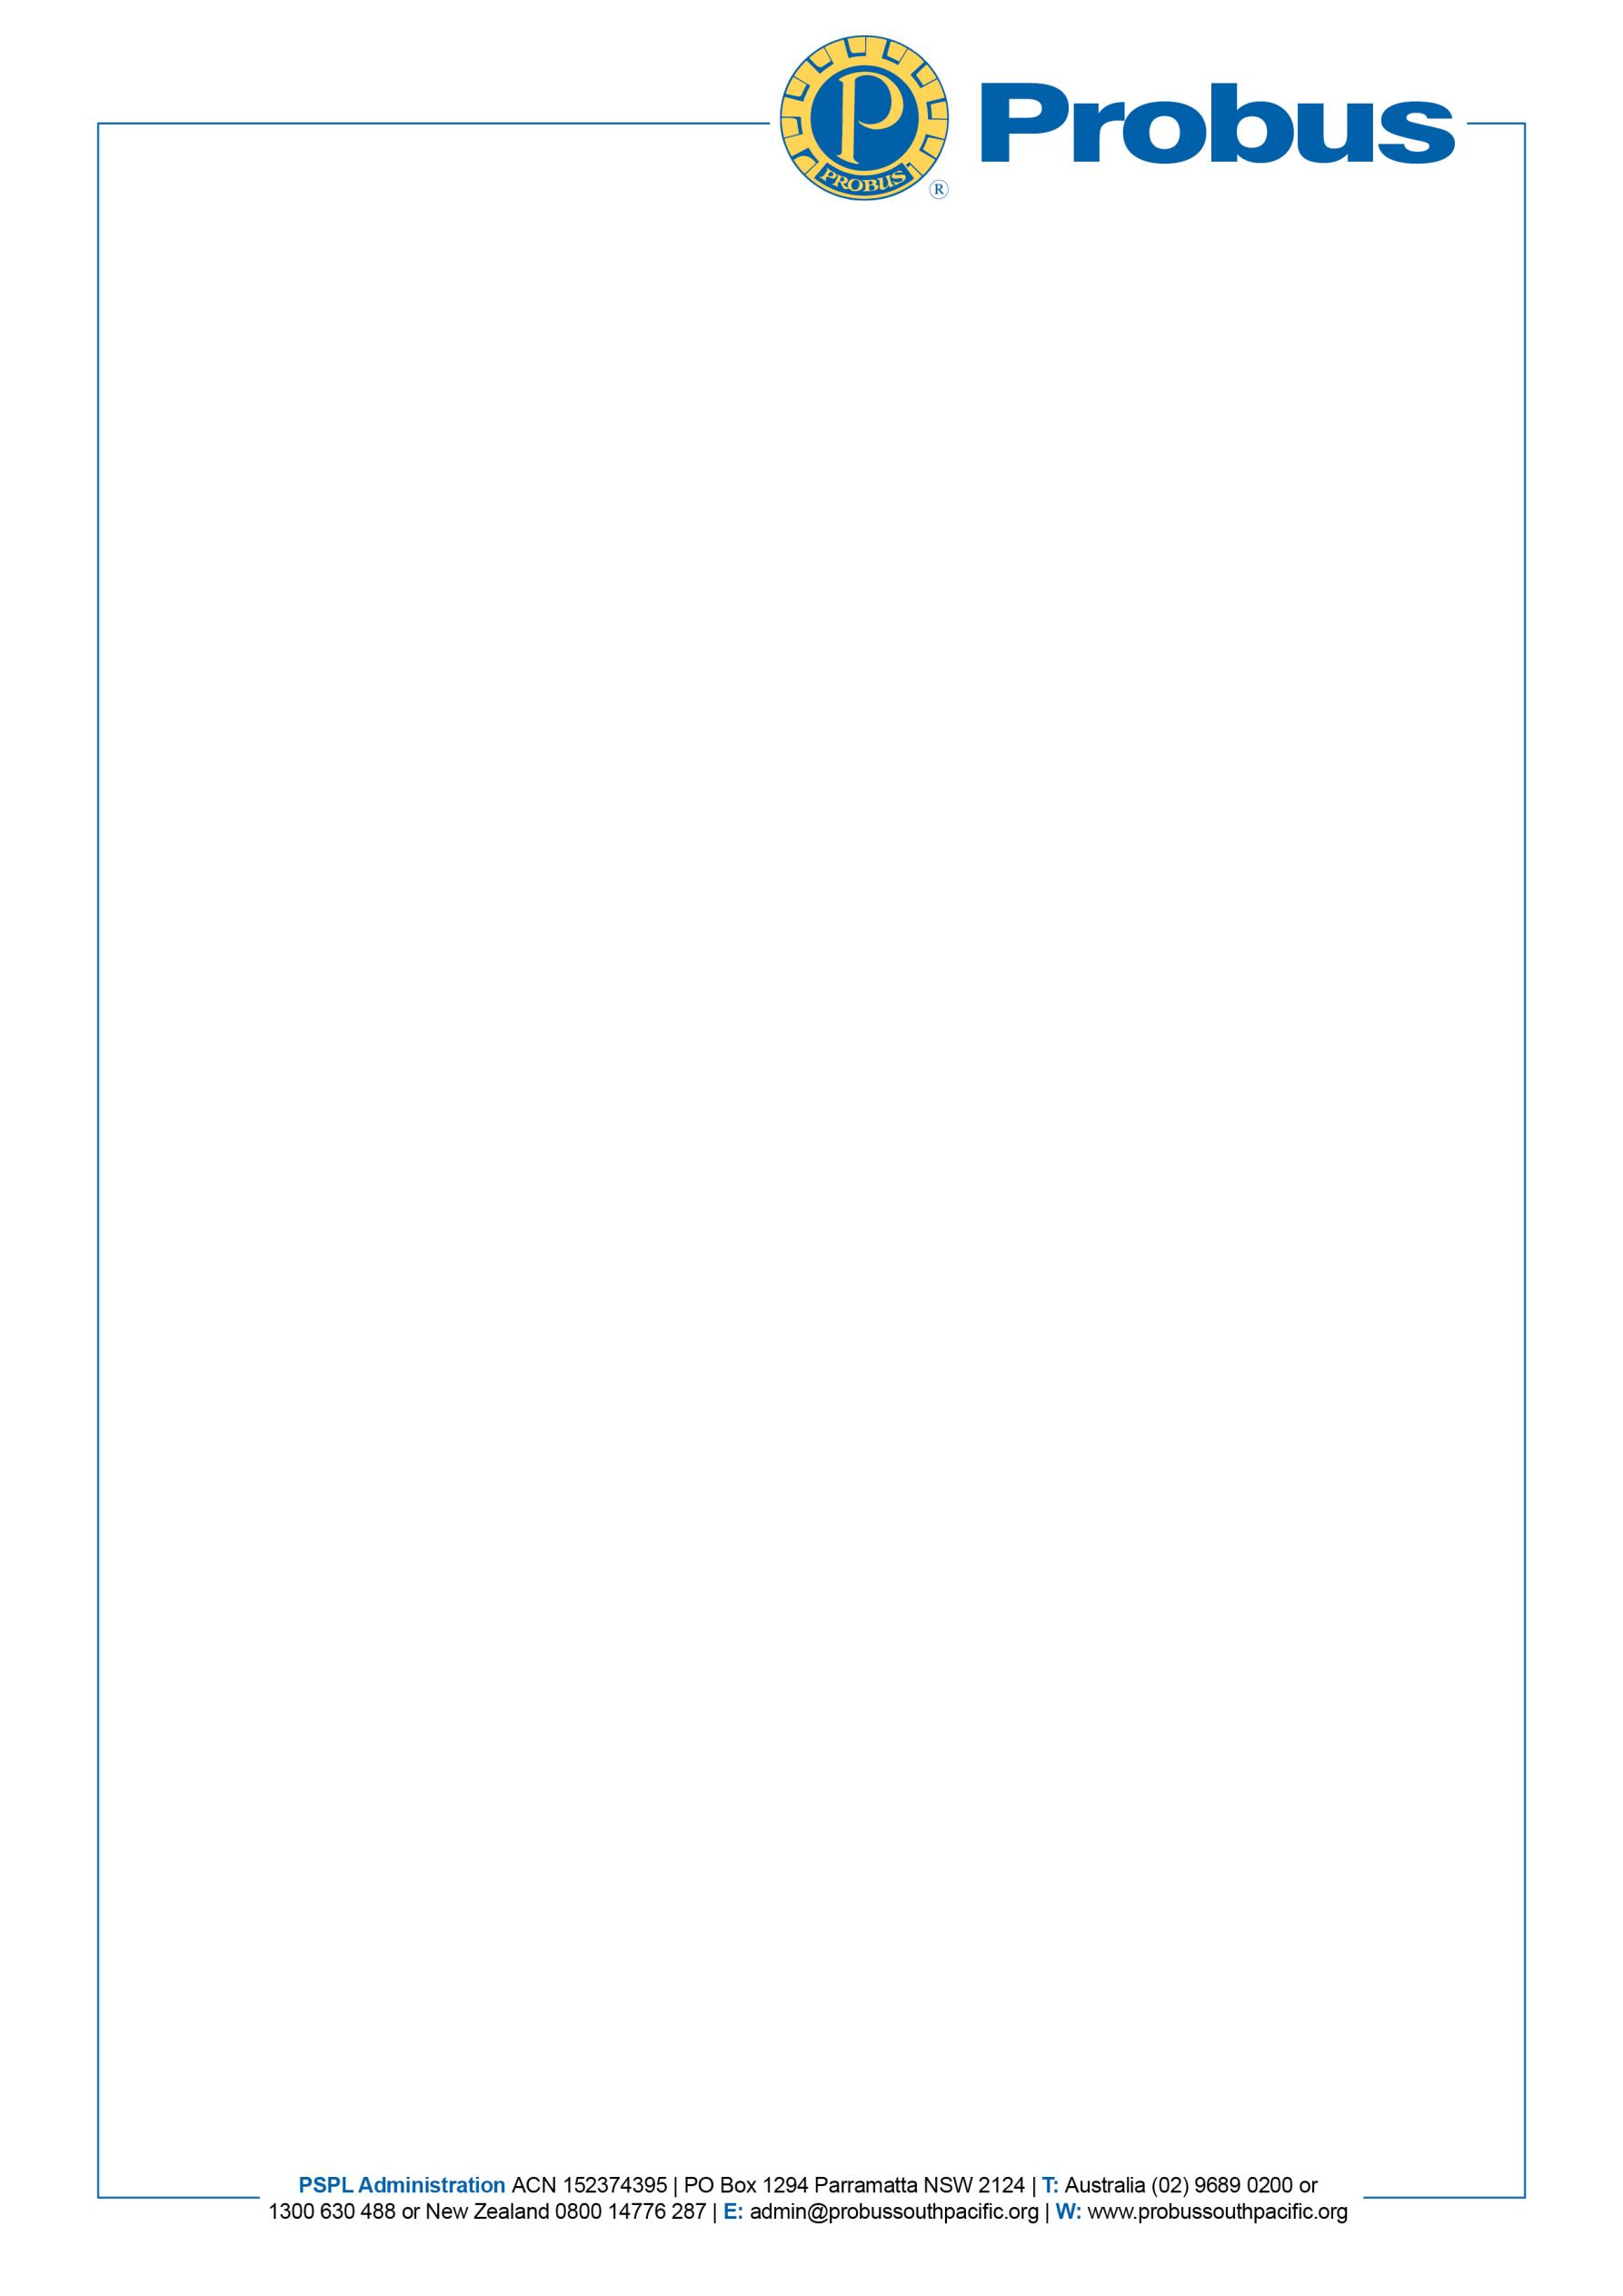 PROBUS
®
Probus
PSPL Administration ACN 152374395 | PO Box 1294 Parramatta NSW 2124 | T: Australia (02) 9689 0200 or
1300 630 488 or New Zealand 0800 14776 287 | E: admin@probussouthpacific.org | W: www.probussouthpacific.org